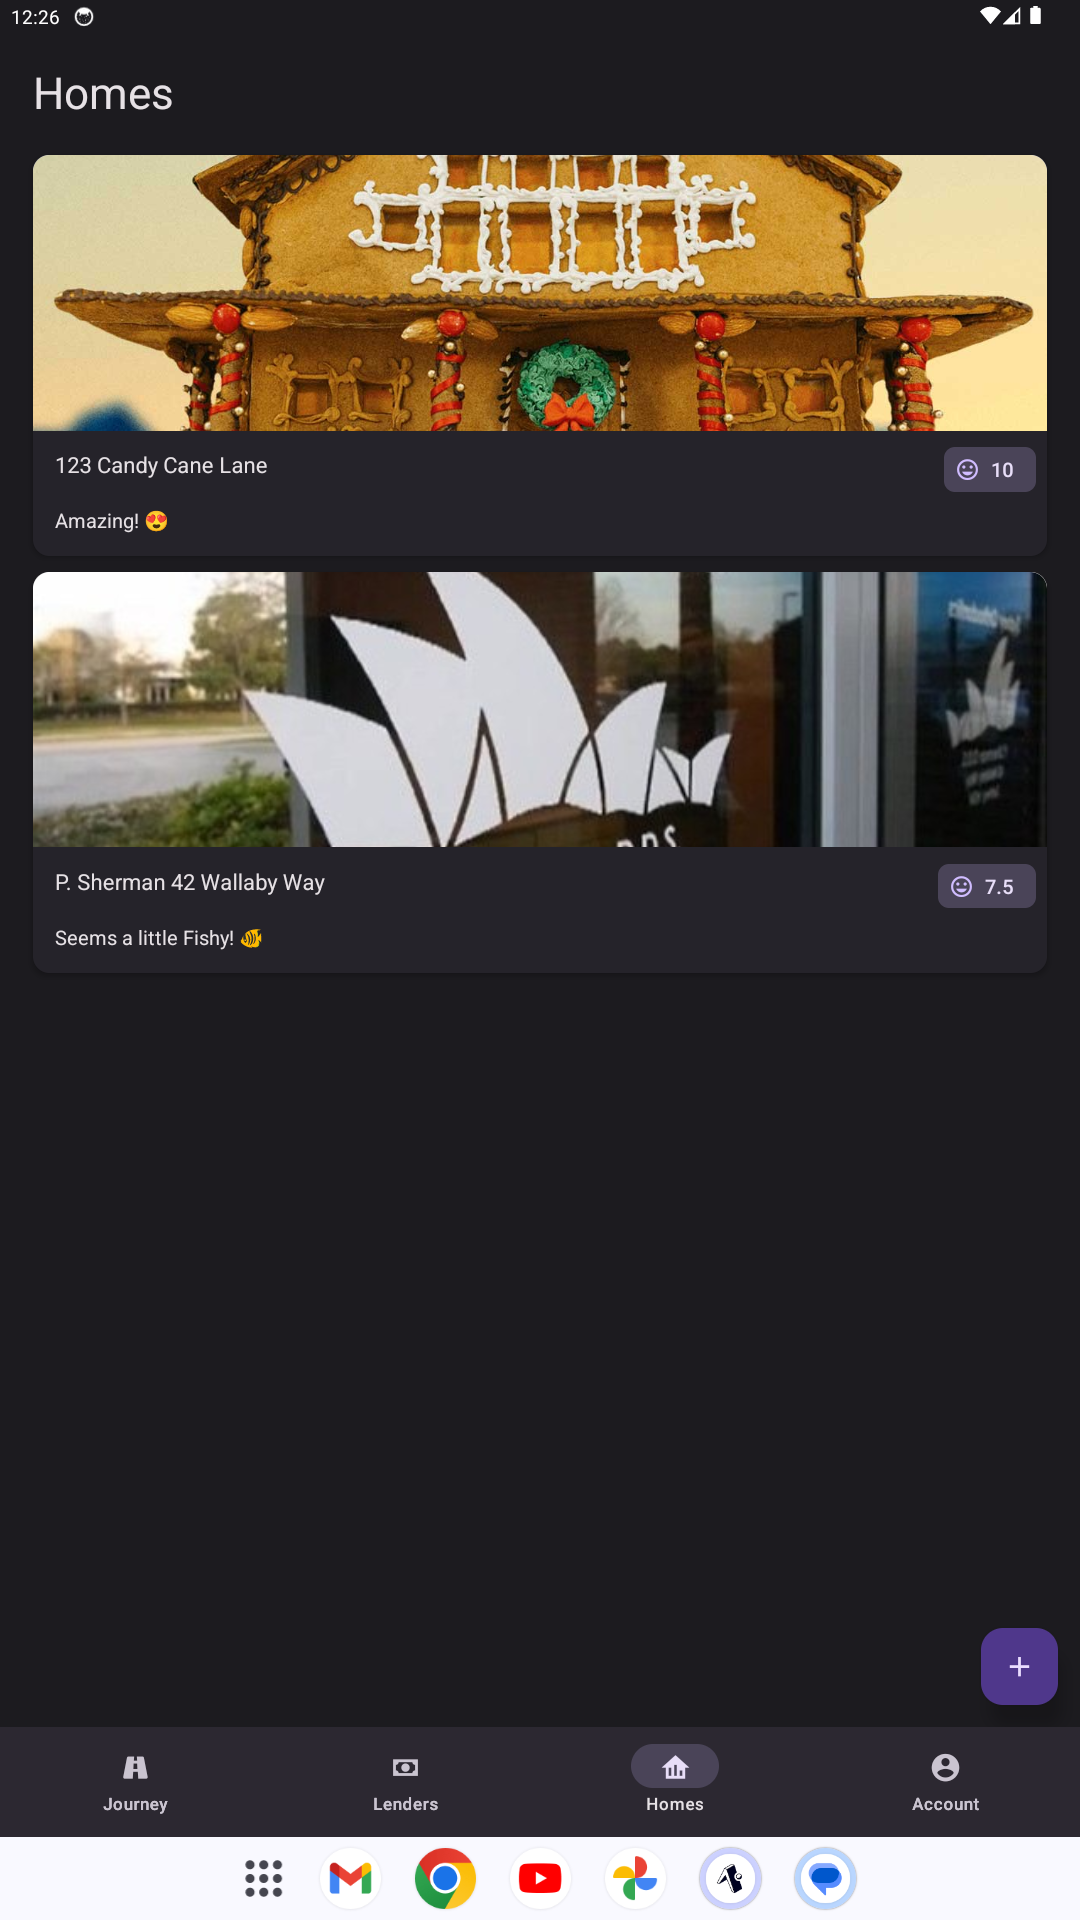 12:26
Homes
123 Candy Cane Lane
10
Amazing! 😍
P. Sherman 42 Wallaby Way
7.5
Seems a little Fishy! 🐠
Journey
Lenders
Homes
Account